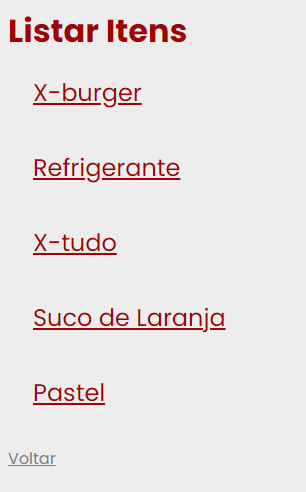 Listar Itens
X-burger
Refrigerante
X-tudo
Suco de Laranja
Pastel
Voltar